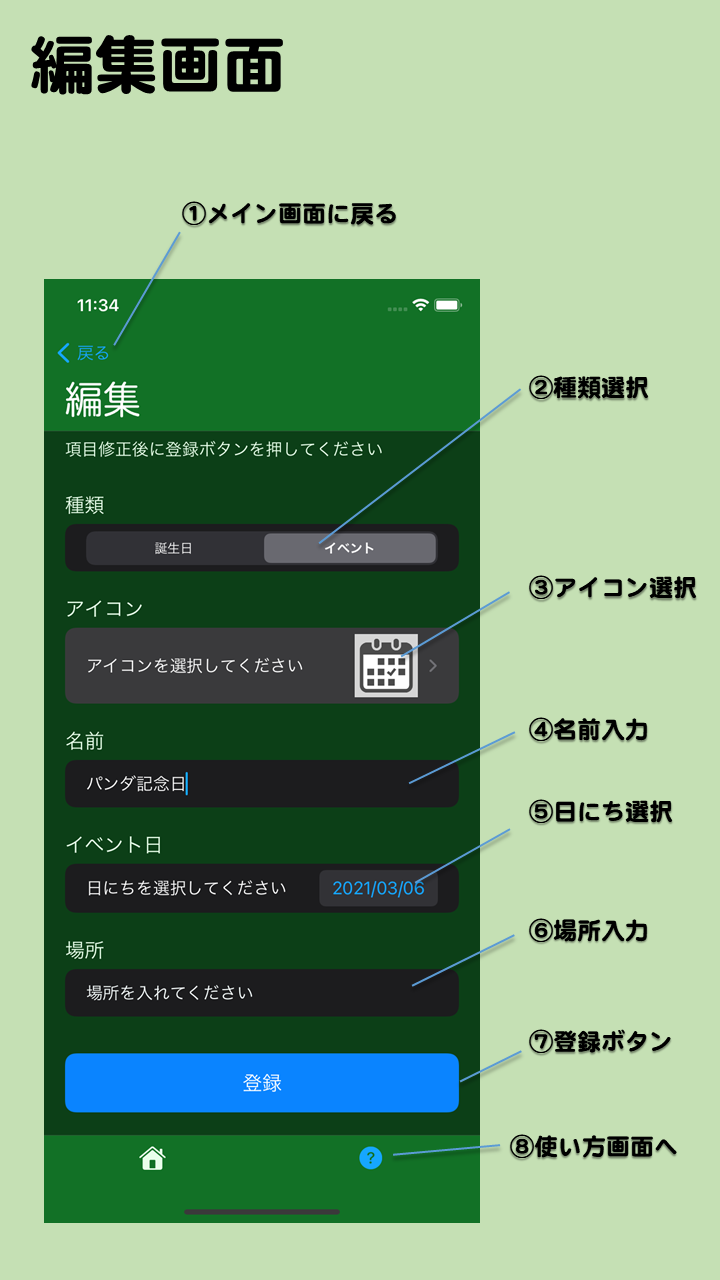 編集画面
①メイン画面に戻る
11:34
戻る
編集
②種類選択
項目修正後に登録ボタンを押してください
種類
誕生日 イベント
③アイコン選択
アイコン
アイコンを選択してください
④名前入力
名前
パンダ記念日
⑤日にち選択
イベント日
日にちを選択してください 2021/03/06
⑥場所入力
場所
場所を入れてください
⑦登録ボタン
登録
⑧使い方画面へ
?